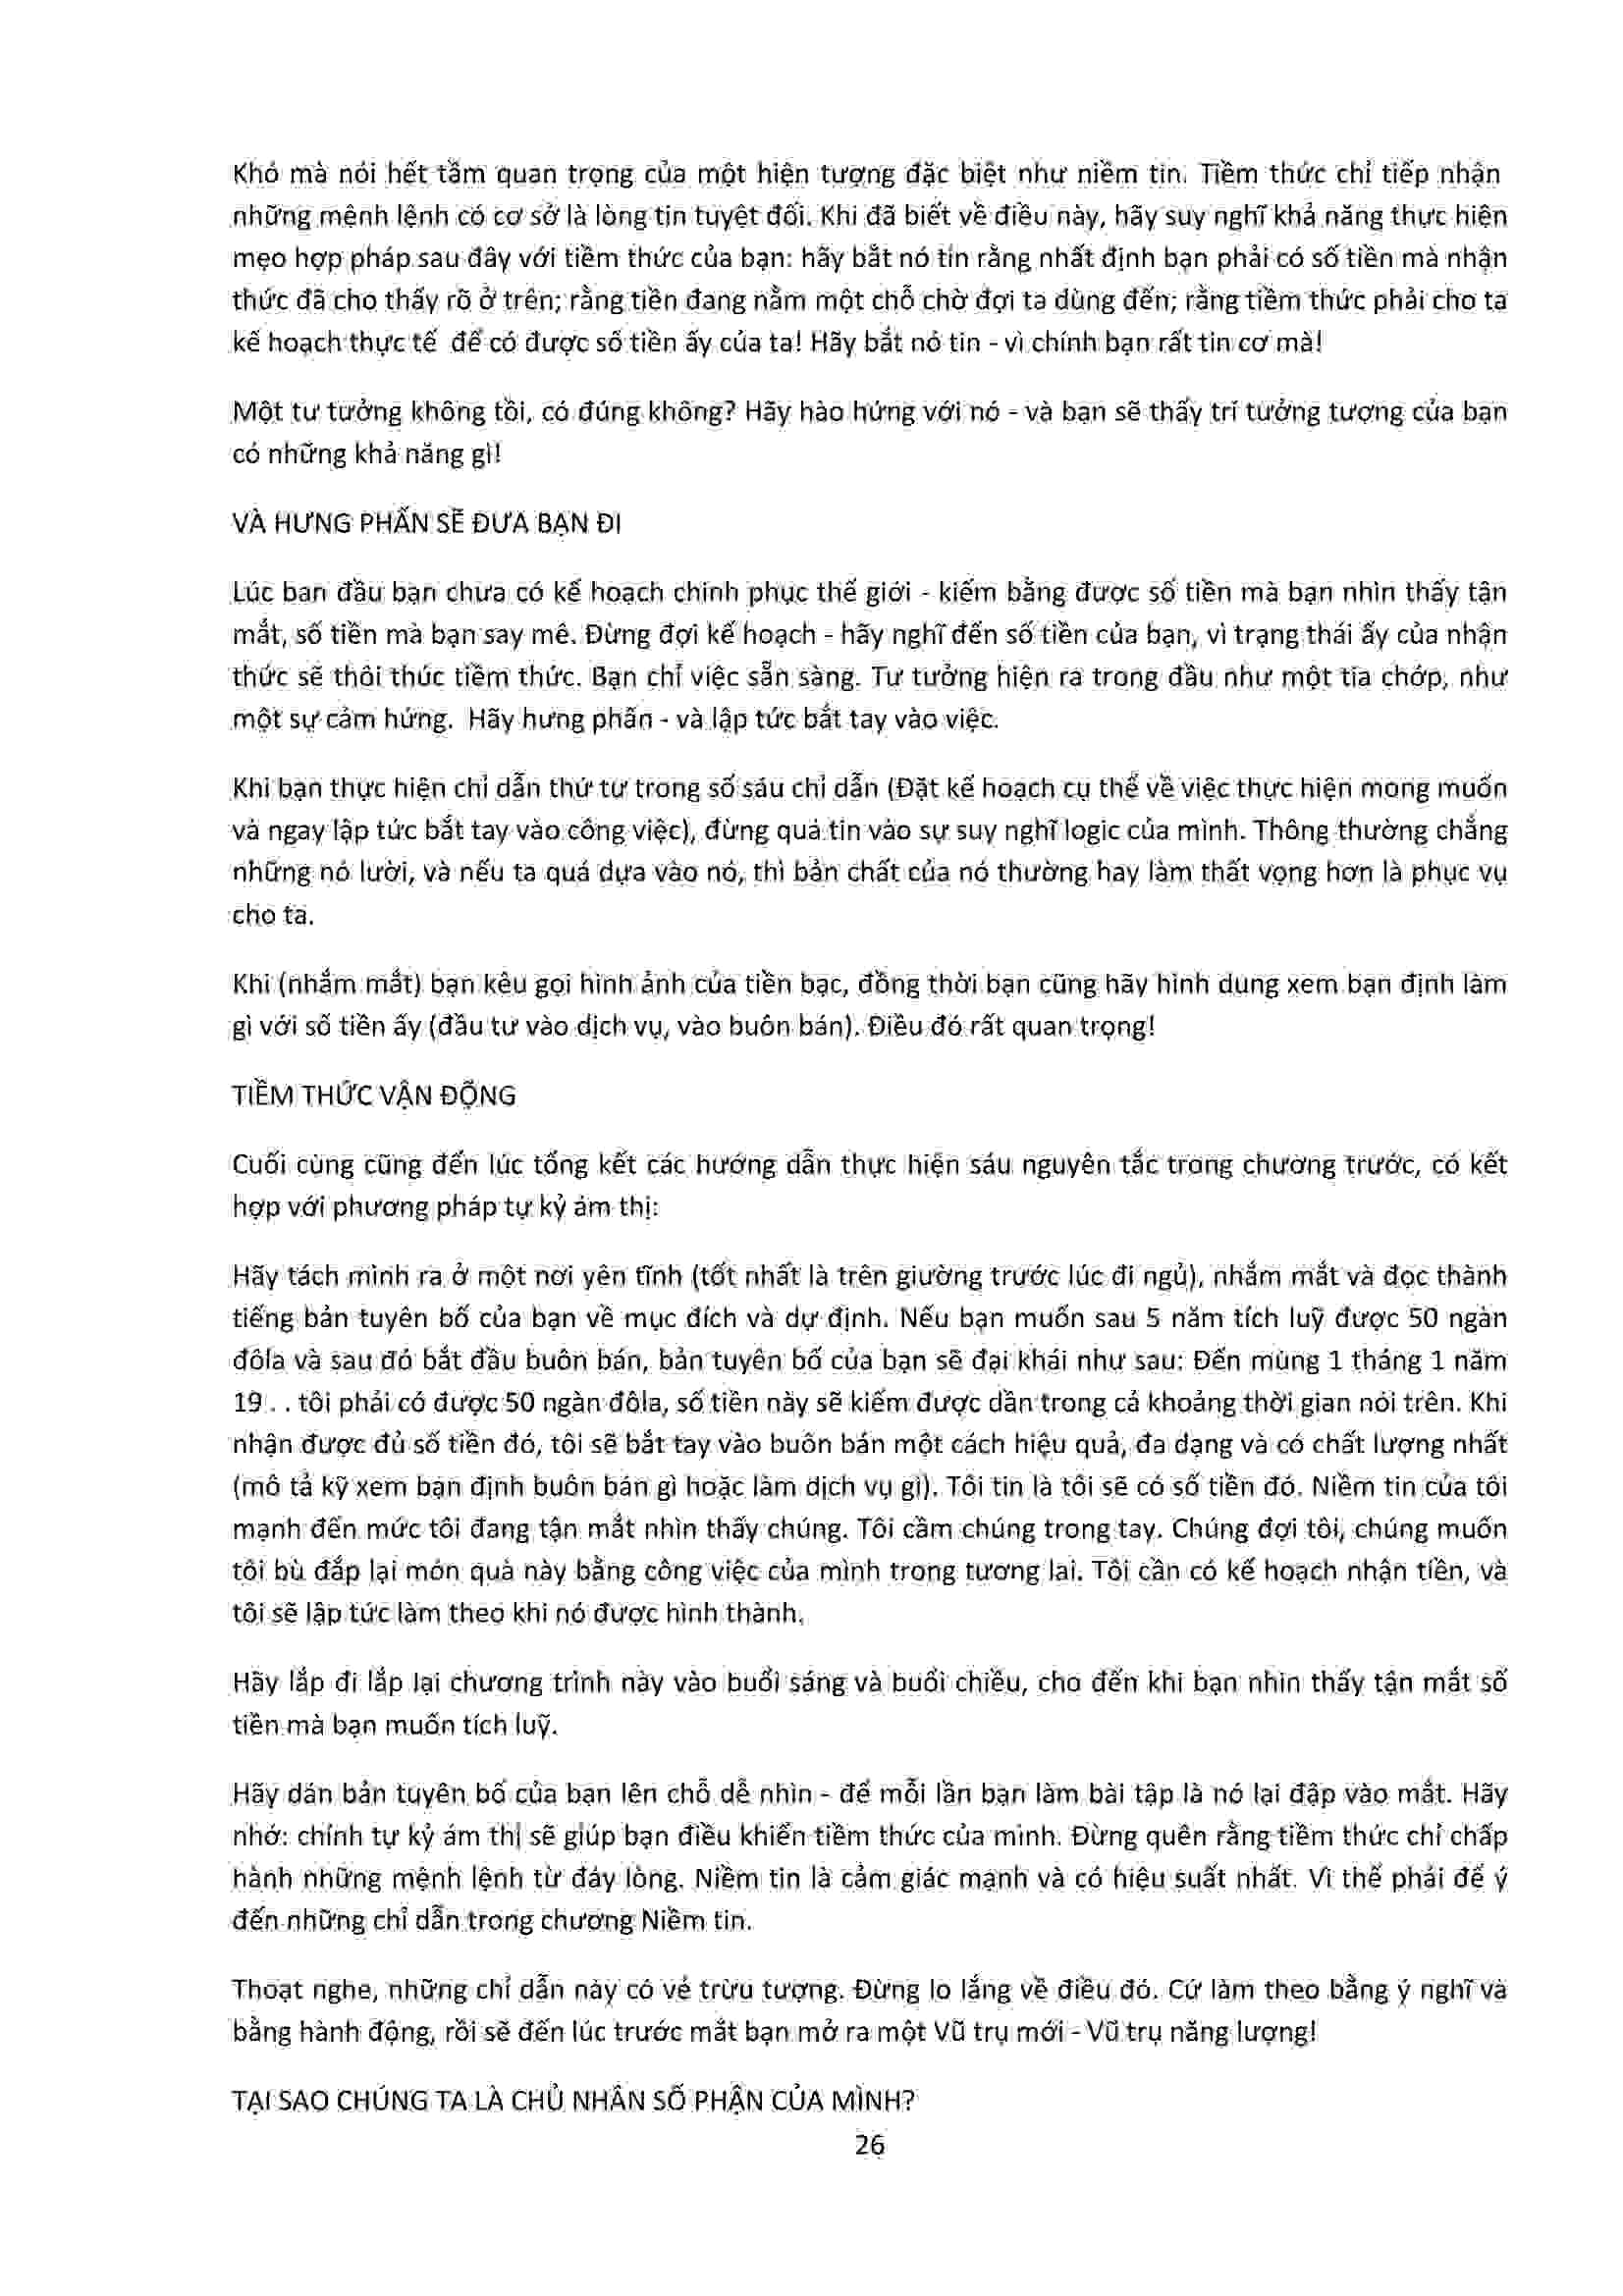 Khó mà nói hết tầm quan trọng của một hiện tượng đặc biệt như niềm tin. Tiềm thức chỉ tiếp nhận
những mệnh lệnh có cơ sở là lòng tin tuyệt đối. Khi đã biết về điều này, hãy suy nghĩ khả năng thực hiện
mẹo hợp pháp sau đây với tiềm thức của bạn: hãy bắt nó tin rằng nhất định bạn phải có số tiền mà nhận
thức đã cho thấy rõ ở trên; rằng tiền đang nằm một chỗ chờ đợi ta dùng đến; rằng tiềm thức phải cho ta
kế hoạch thực tế để có được số tiền ấy của ta! Hãy bắt nó tin - vì chính bạn rất tin cơ mà!
Một tư tưởng không tồi, có đúng không? Hãy hào hứng với nó - và bạn sẽ thấy trí tưởng tượng của bạn
có những khả năng gì!
VÀ HƯNG PHẤN SẼ ĐƯA BẠN ĐI
Lúc ban đầu bạn chưa có kế hoạch chinh phục thế giới - kiếm bằng được số tiền mà bạn nhìn thấy tận
mắt, số tiền mà bạn say mê. Đừng đợi kế hoạch - hãy nghĩ đến số tiền của bạn, vì trạng thái ấy của nhận
thức sẽ thôi thúc tiềm thức. Bạn chỉ việc sẵn sàng. Tư tưởng hiện ra trong đầu như một tia chớp, như
một sự cảm hứng. Hãy hưng phấn - và lập tức bắt tay vào việc.
Khi bạn thực hiện chỉ dẫn thứ tư trong số sáu chỉ dẫn (Đặt kế hoạch cụ thể về việc thực hiện mong muốn
và ngay lập tức bắt tay vào công việc), đừng quá tin vào sự suy nghĩ logic của mình. Thông thường chẳng
những nó lười, và nếu ta quá dựa vào nó, thì bản chất của nó thường hay làm thất vọng hơn là phục vụ
cho ta.
Khi (nhắm mắt) bạn kêu gọi hình ảnh của tiền bạc, đồng thời bạn cũng hãy hình dung xem bạn định làm
gì với số tiền ấy (đầu tư vào dịch vụ, vào buôn bán). Điều đó rất quan trọng!
TIỀM THỨC VẬN ĐỘNG
Cuối cùng cũng đến lúc tổng kết các hướng dẫn thực hiện sáu nguyên tắc trong chương trước, có kết
hợp với phương pháp tự kỷ ám thị:
Hãy tách mình ra ở một nơi yên tĩnh (tốt nhất là trên giường trước lúc đi ngủ), nhắm mắt và đọc thành
tiếng bản tuyên bố của bạn về mục đích và dự định. Nếu bạn muốn sau 5 năm tích luỹ được 50 ngàn
đôla và sau đó bắt đầu buôn bán, bản tuyên bố của bạn sẽ đại khái như sau: Đến mùng 1 tháng 1 năm
19 . . tôi phải có được 50 ngàn đôla, số tiền này sẽ kiếm được dần trong cả khoảng thời gian nói trên. Khi
nhận được đủ số tiền đó, tôi sẽ bắt tay vào buôn bán một cách hiệu quả, đa dạng và có chất lượng nhất
(mô tả kỹ xem bạn định buôn bán gì hoặc làm dịch vụ gì). Tôi tin là tôi sẽ có số tiền đó. Niềm tin của tôi
mạnh đến mức tôi đang tận mắt nhìn thấy chúng. Tôi cầm chúng trong tay. Chúng đợi tôi, chúng muốn
tôi bù đắp lại món quà này bằng công việc của mình trong tương lai. Tôi cần có kế hoạch nhận tiền, và
tôi sẽ lập tức làm theo khi nó được hình thành.
Hãy lắp đi lắp lại chương trình này vào buổi sáng và buổi chiều, cho đến khi bạn nhìn thấy tận mắt số
tiền mà bạn muốn tích luỹ.
Hãy dán bản tuyên bố của bạn lên chỗ dễ nhìn - để mỗi lần bạn làm bài tập là nó lại đập vào mắt. Hãy
nhớ: chính tự kỷ ám thị sẽ giúp bạn điều khiển tiềm thức của mình. Đừng quên rằng tiềm thức chỉ chấp
hành những mệnh lệnh từ đáy lòng. Niềm tin là cảm giác mạnh và có hiệu suất nhất. Vì thế phải để ý
đến những chỉ dẫn trong chương Niềm tin.
Thoạt nghe, những chỉ dẫn này có vẻ trừu tượng. Đừng lo lắng về điều đó. Cứ làm theo bằng ý nghĩ và
bằng hành động, rồi sẽ đến lúc trước mắt bạn mở ra một Vũ trụ mới - Vũ trụ năng lượng!
TẠI SAO CHÚNG TA LÀ CHỦ NHÂN SỐ PHẬN CỦA MÌNH?
26